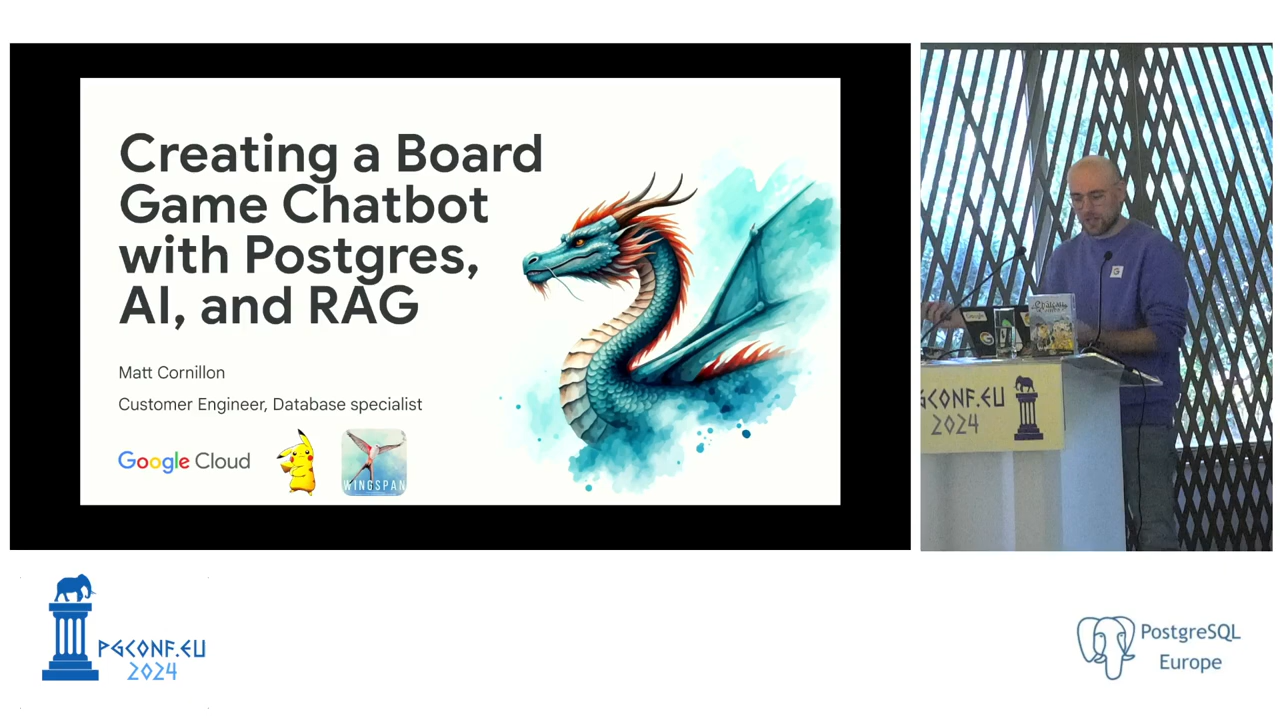 Creating a Board
Game Chatbot
with Postgres,
AI, and RAG
Matt Cornillon
Customer Engineer, Database specialist
Google Cloud
WINGSPAN
GCONF.EU
2024
PGCONF.EU
2024
PostgreSQL
Europe